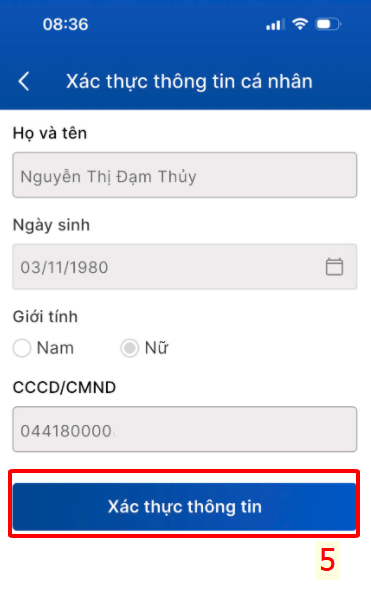 08:36
Xác thực thông tin cá nhân
Họ và tên
Nguyễn Thị Đạm Thủy
Ngày sinh
03/11/1980
Giới tính
Nam Nữ
CCCD/CMND
044180000
Xác thực thông tin
5